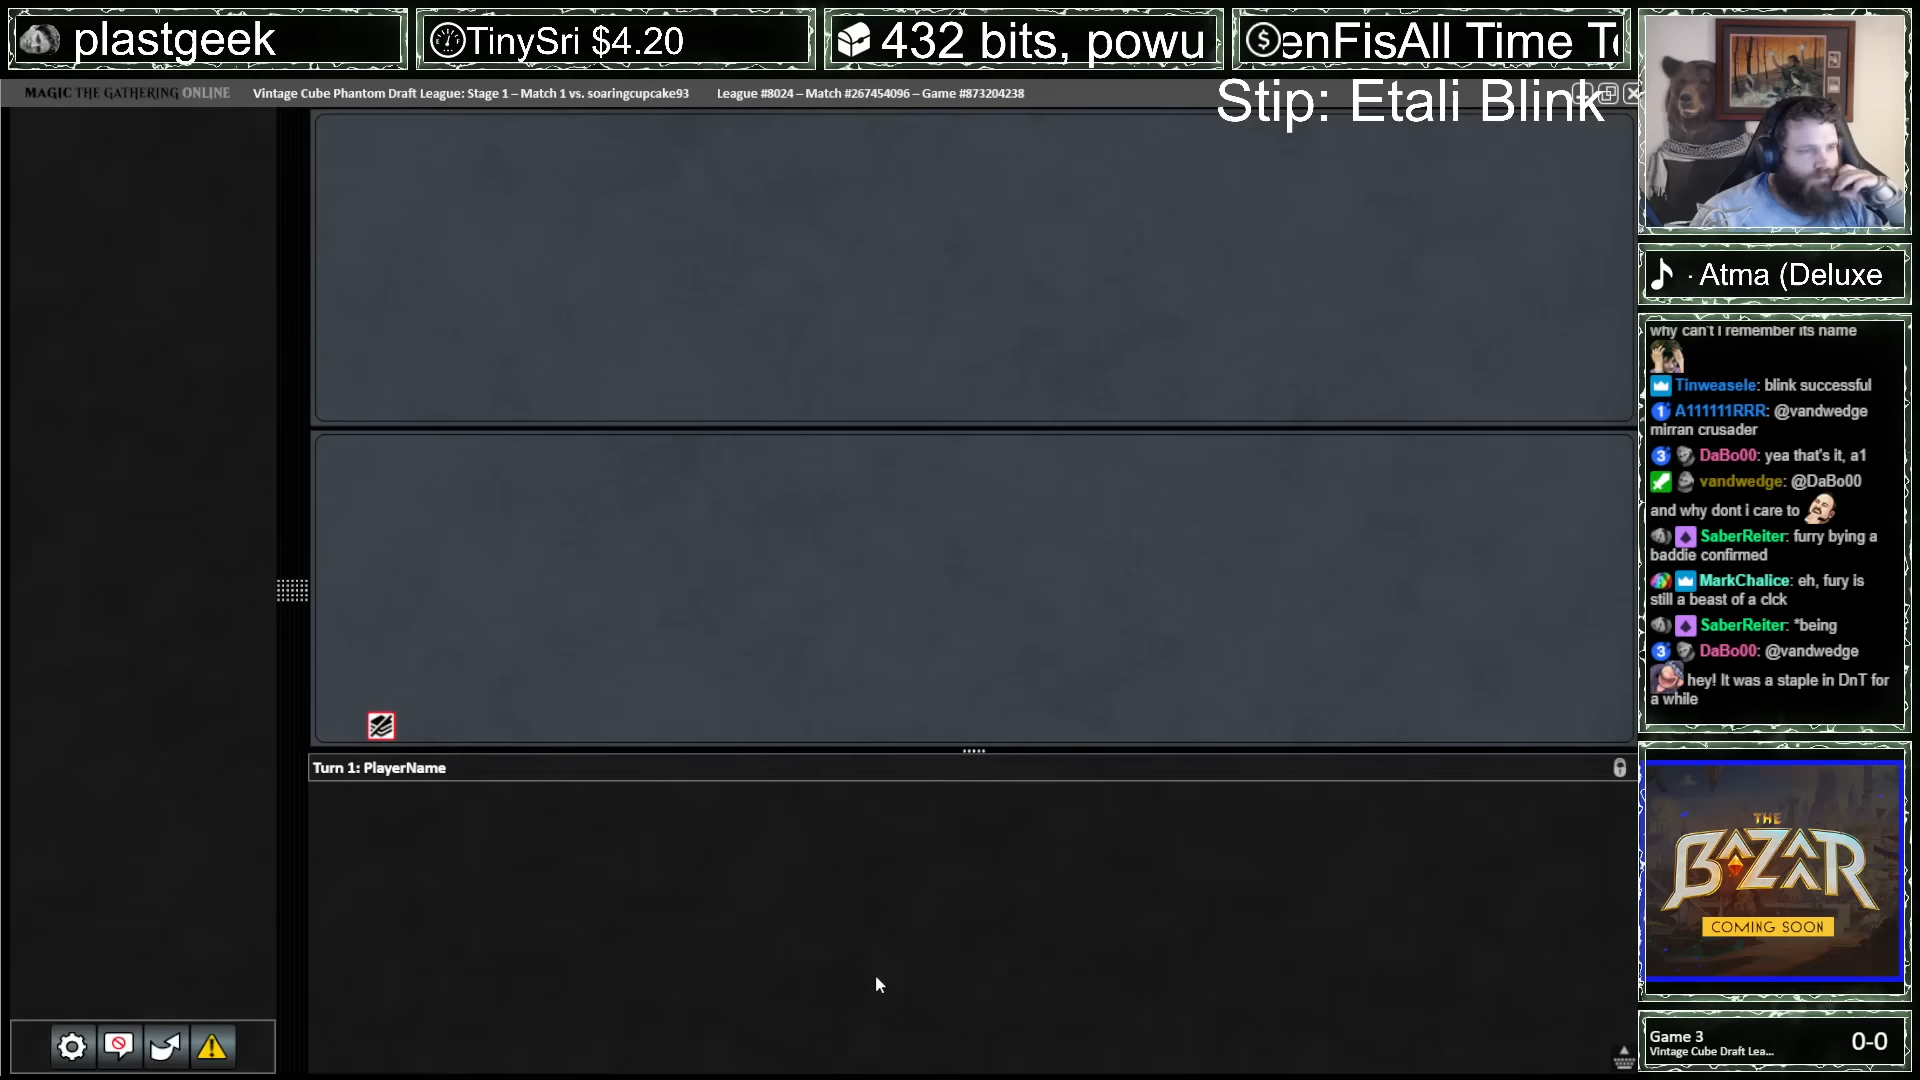 plastgeek
TinySri $4.20
432 bits, powu
enFisAll Time T
MAGIC THE GATHERING ONLINE
Vintage Cube Phantom Draft League: Stage 1 – Match 1 vs. soaringcupcake93
League #8024 – Match #267454096 – Game #873204238
Stip: Etali Blink
· Atma (Deluxe
why can't I remember its name
Tinweasele: blink successful
1 A111111RRR: @vandwedge
mirran crusader
3 DaBo00: yea that's it, a1
vandwedge: @DaBo00
and why dont i care to
SaberReiter: furry bying a
baddie confirmed
MarkChalice: eh, fury is
still a beast of a clck
SaberReiter: *being
3 DaBo00: @vandwedge
hey! It was a staple in DnT for
a while
Turn 1: PlayerName
THE
BAZAAR
COMING SOON
Game 3
Vintage Cube Draft Lea...
0-0